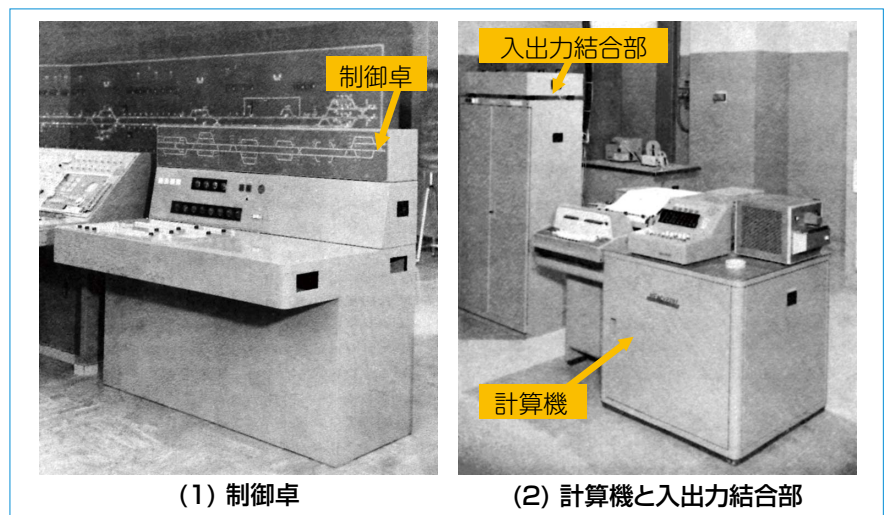 制御卓
入出力結合部
計算機
(1) 制御卓
(2) 計算機と入出力結合部